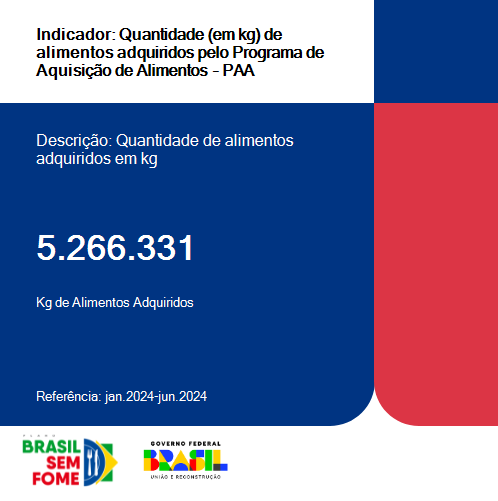 Indicador: Quantidade (em kg) de
alimentos adquiridos pelo Programa de
Aquisição de Alimentos - PAA
Descrição: Quantidade de alimentos
adquiridos em kg
5.266.331
Kg de Alimentos Adquiridos
Referência: jan.2024-jun.2024
PLANO
BRASIL
SEM
FOME
GOVERNO FEDERAL
BRASIL
UNIÃO E RECONSTRUÇÃO